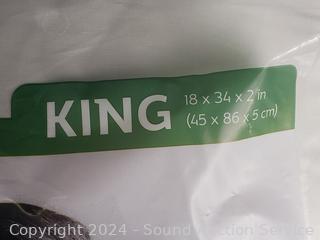 KING
18 x 34 x 2 in
(45 x 86 x 5 cm)
Copyright 2024 - Sound Auction Service